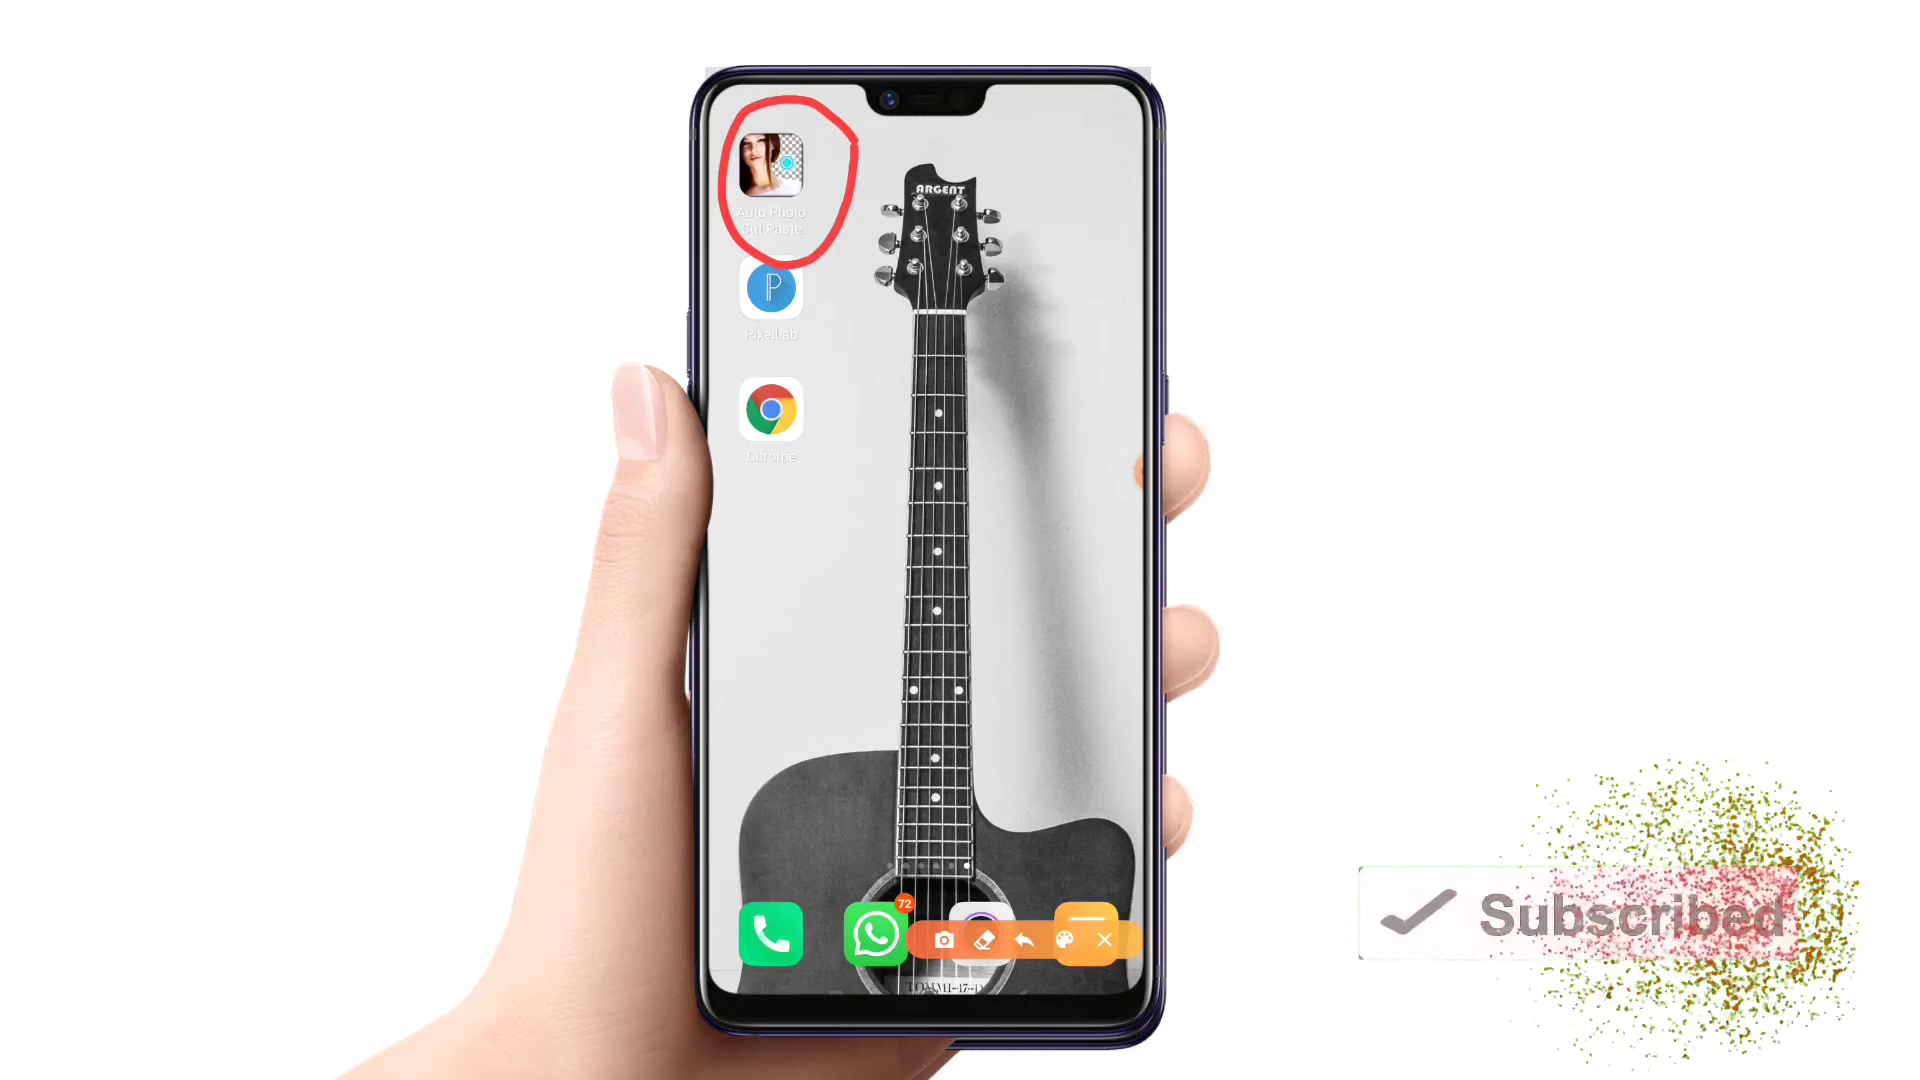 ARGENT
Auto Photo
Cut Paste
PixelLab
Chrome
72
Subscribed